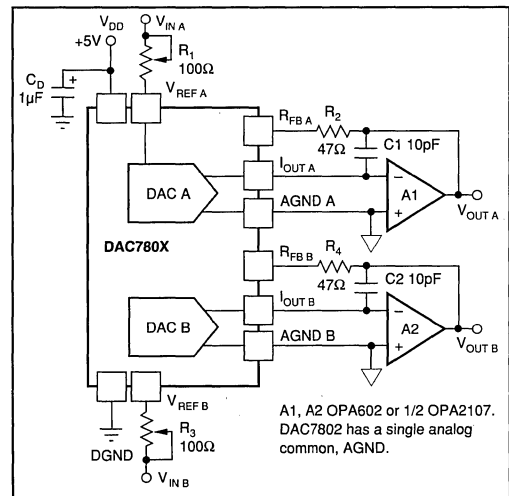 V_DD
+5V
V_IN A
R_1
100Ω
C_D
1µF
+
V_REF A
R_FB A
R_2
47Ω
C1 10pF
I_OUT A
DAC A
AGND A
–
+
A1
V_OUT A
DAC780X
R_FB B
R_4
47Ω
C2 10pF
I_OUT B
DAC B
AGND B
–
+
A2
V_OUT B
V_REF B
DGND
R_3
100Ω
V_IN B
A1, A2 OPA602 or 1/2 OPA2107.
DAC7802 has a single analog
common, AGND.